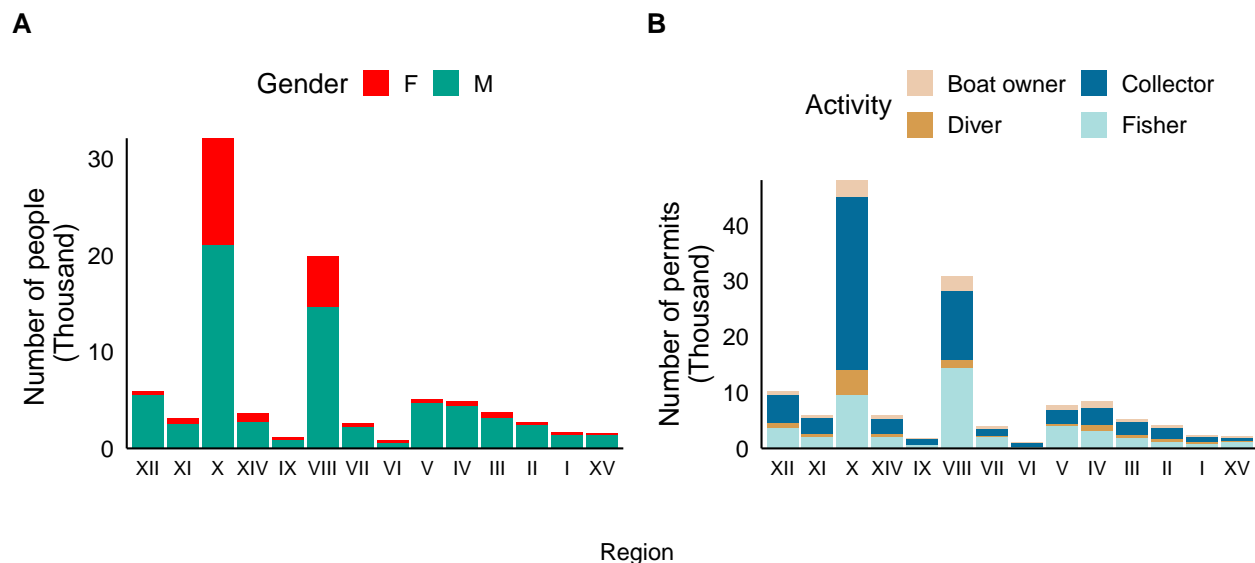 A
Gender F M
Number of people
(Thousand)
30
20
10
0
XII XI X XIV IX VIII VII VI V IV III II I XV
B
Activity
Boat owner Collector
Diver Fisher
Number of permits
(Thousand)
40
30
20
10
0
XII XI X XIV IX VIII VII VI V IV III II I XV
Region